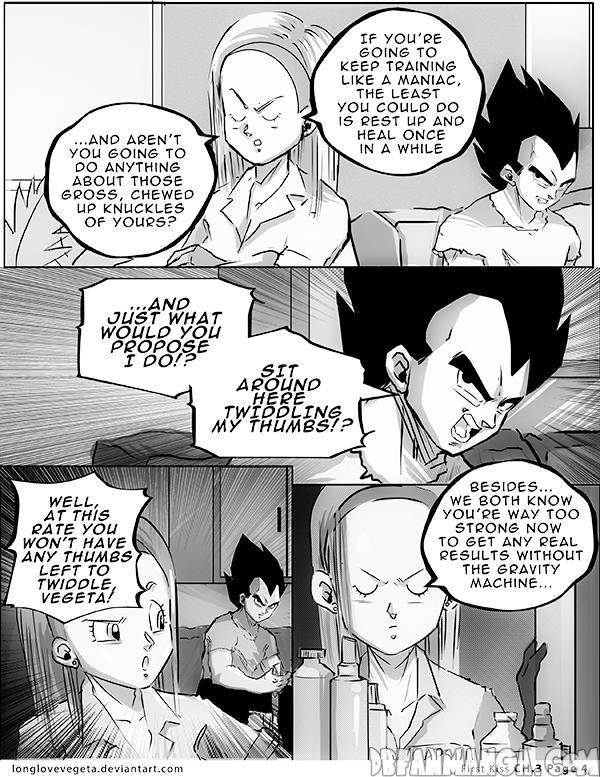 IF YOU'RE
GOING TO
KEEP TRAINING
LIKE A MANIAC,
THE LEAST
YOU COULD DO
IS REST UP AND
HEAL ONCE
IN A WHILE
...AND AREN'T
YOU GOING TO
DO ANYTHING
ABOUT THOSE
GROSS, CHEWED
UP KNUCKLES
OF YOURS?
...AND
JUST WHAT
WOULD YOU
PROPOSE
I DO!?
SIT
AROUND
HERE
TWIDDLING
MY THUMBS!?
WELL,
AT THIS
RATE YOU
WON'T HAVE
ANY THUMBS
LEFT TO
TWIDDLE,
VEGETA!
BESIDES...
WE BOTH KNOW
YOU'RE WAY TOO
STRONG NOW
TO GET ANY REAL
RESULTS WITHOUT
THE GRAVITY
MACHINE...
longlovevegeta.deviantart.com
First Kiss CH.3 Page 4